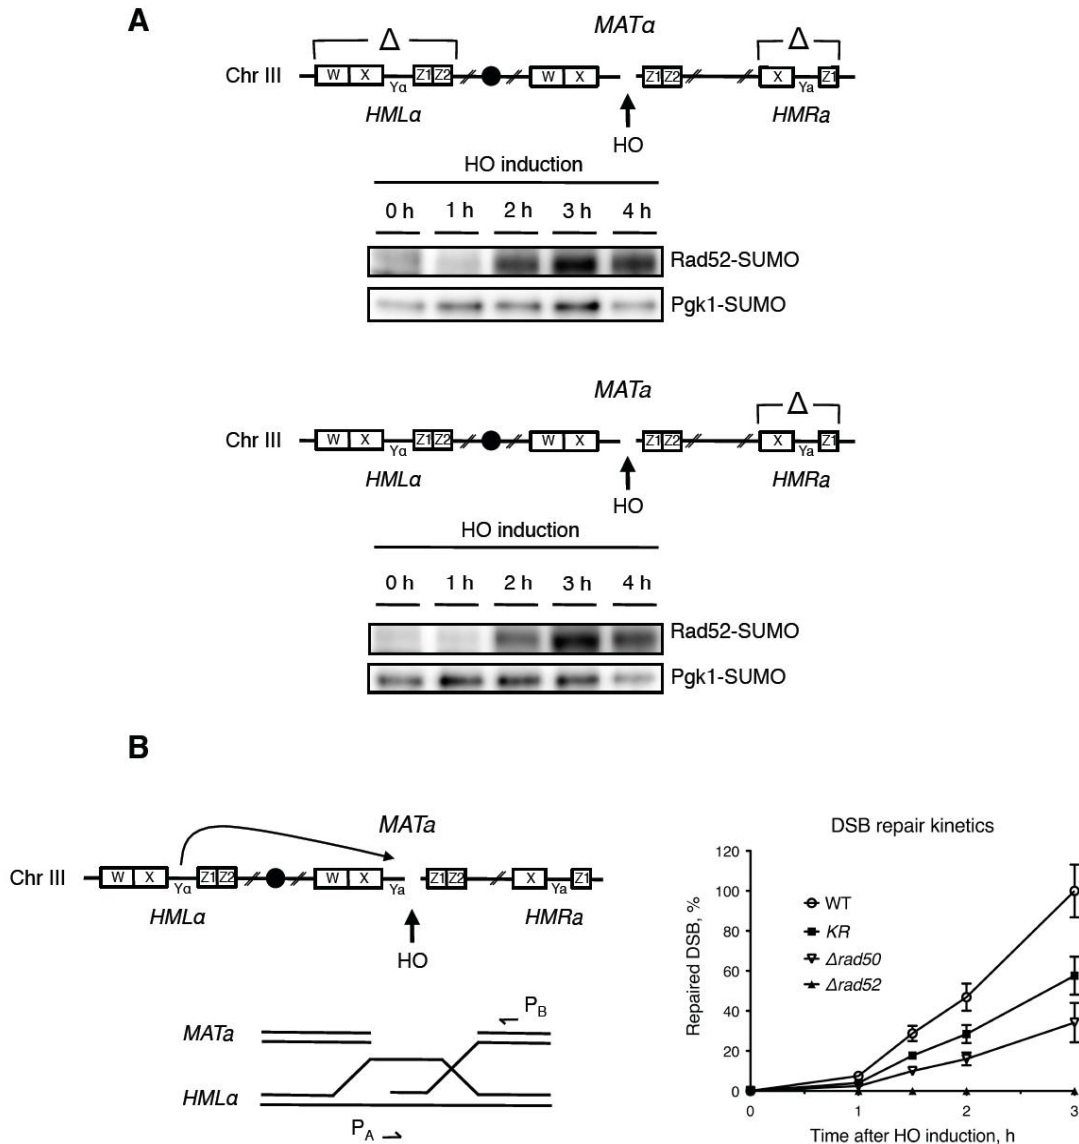 A
MATα
Δ
Δ
Chr III
W X Yα Z1 Z2 W X Z1 Z2 X Ya Z1
HMLα
HMRa
HO
HO induction
0 h 1 h 2 h 3 h 4 h
Rad52-SUMO
Pgk1-SUMO
MATa
Δ
Chr III
W X Yα Z1 Z2 W X Z1 Z2 X Ya Z1
HMLα
HMRa
HO
HO induction
0 h 1 h 2 h 3 h 4 h
Rad52-SUMO
Pgk1-SUMO
B
MATa
Chr III
W X Yα Z1 Z2 W X Ya Z1 Z2 X Ya Z1
HMLα
HMRa
HO
MATa
PB
HMLα
PA
DSB repair kinetics
Repaired DSB, %
120
100
80
60
40
20
0
WT
KR
Δrad50
Δrad52
0 1 2 3
Time after HO induction, h